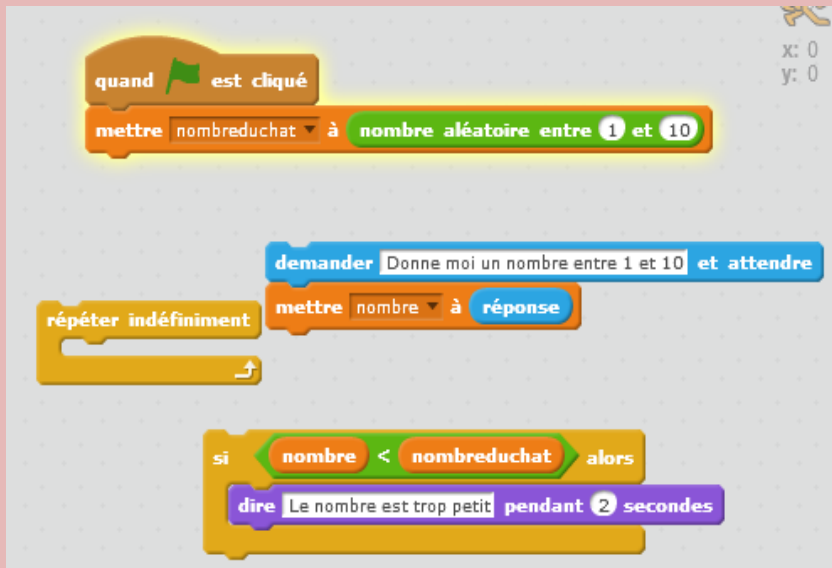 x: 0
y: 0
quand est cliqué
mettre nombreduchat à nombre aléatoire entre 1 et 10
demander Donne moi un nombre entre 1 et 10 et attendre
mettre nombre à réponse
répéter indéfiniment
si nombre < nombreduchat alors
dire Le nombre est trop petit pendant 2 secondes